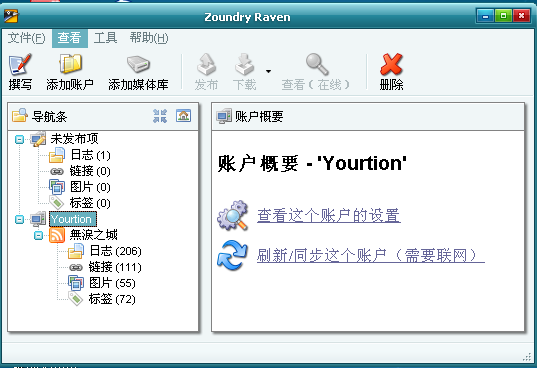 Zoundry Raven
文件(F) 查看 工具 帮助(H)
撰写 添加账户 添加媒体库 发布 下载 查看(在线) 删除
导航条
未发布项
日志 (1)
链接 (0)
图片 (0)
标签 (0)
Yourtion
無淚之城
日志 (206)
链接 (111)
图片 (55)
标签 (72)
账户概要
账户概要 - 'Yourtion'
查看这个账户的设置
刷新/同步这个账户（需要联网）